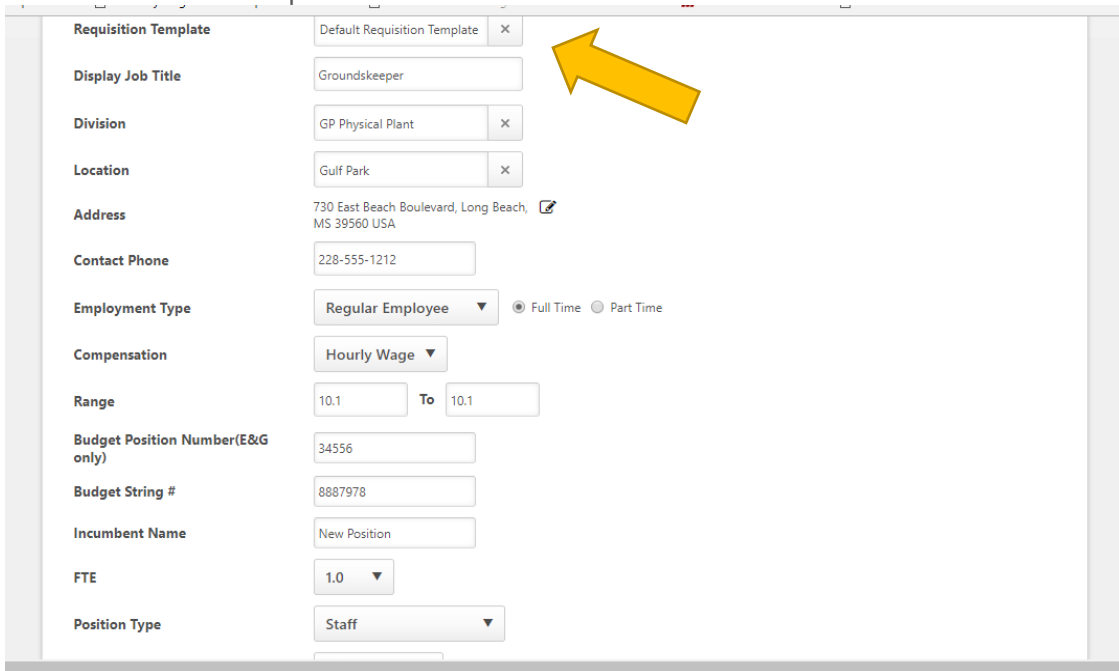 Requisition Template Default Requisition Template ×
Display Job Title Groundskeeper
Division GP Physical Plant ×
Location Gulf Park ×
Address 730 East Beach Boulevard, Long Beach,
MS 39560 USA
Contact Phone 228-555-1212
Employment Type Regular Employee ▼ Full Time Part Time
Compensation Hourly Wage ▼
Range 10.1 To 10.1
Budget Position Number(E&G
only) 34556
Budget String # 8887978
Incumbent Name New Position
FTE 1.0 ▼
Position Type Staff ▼